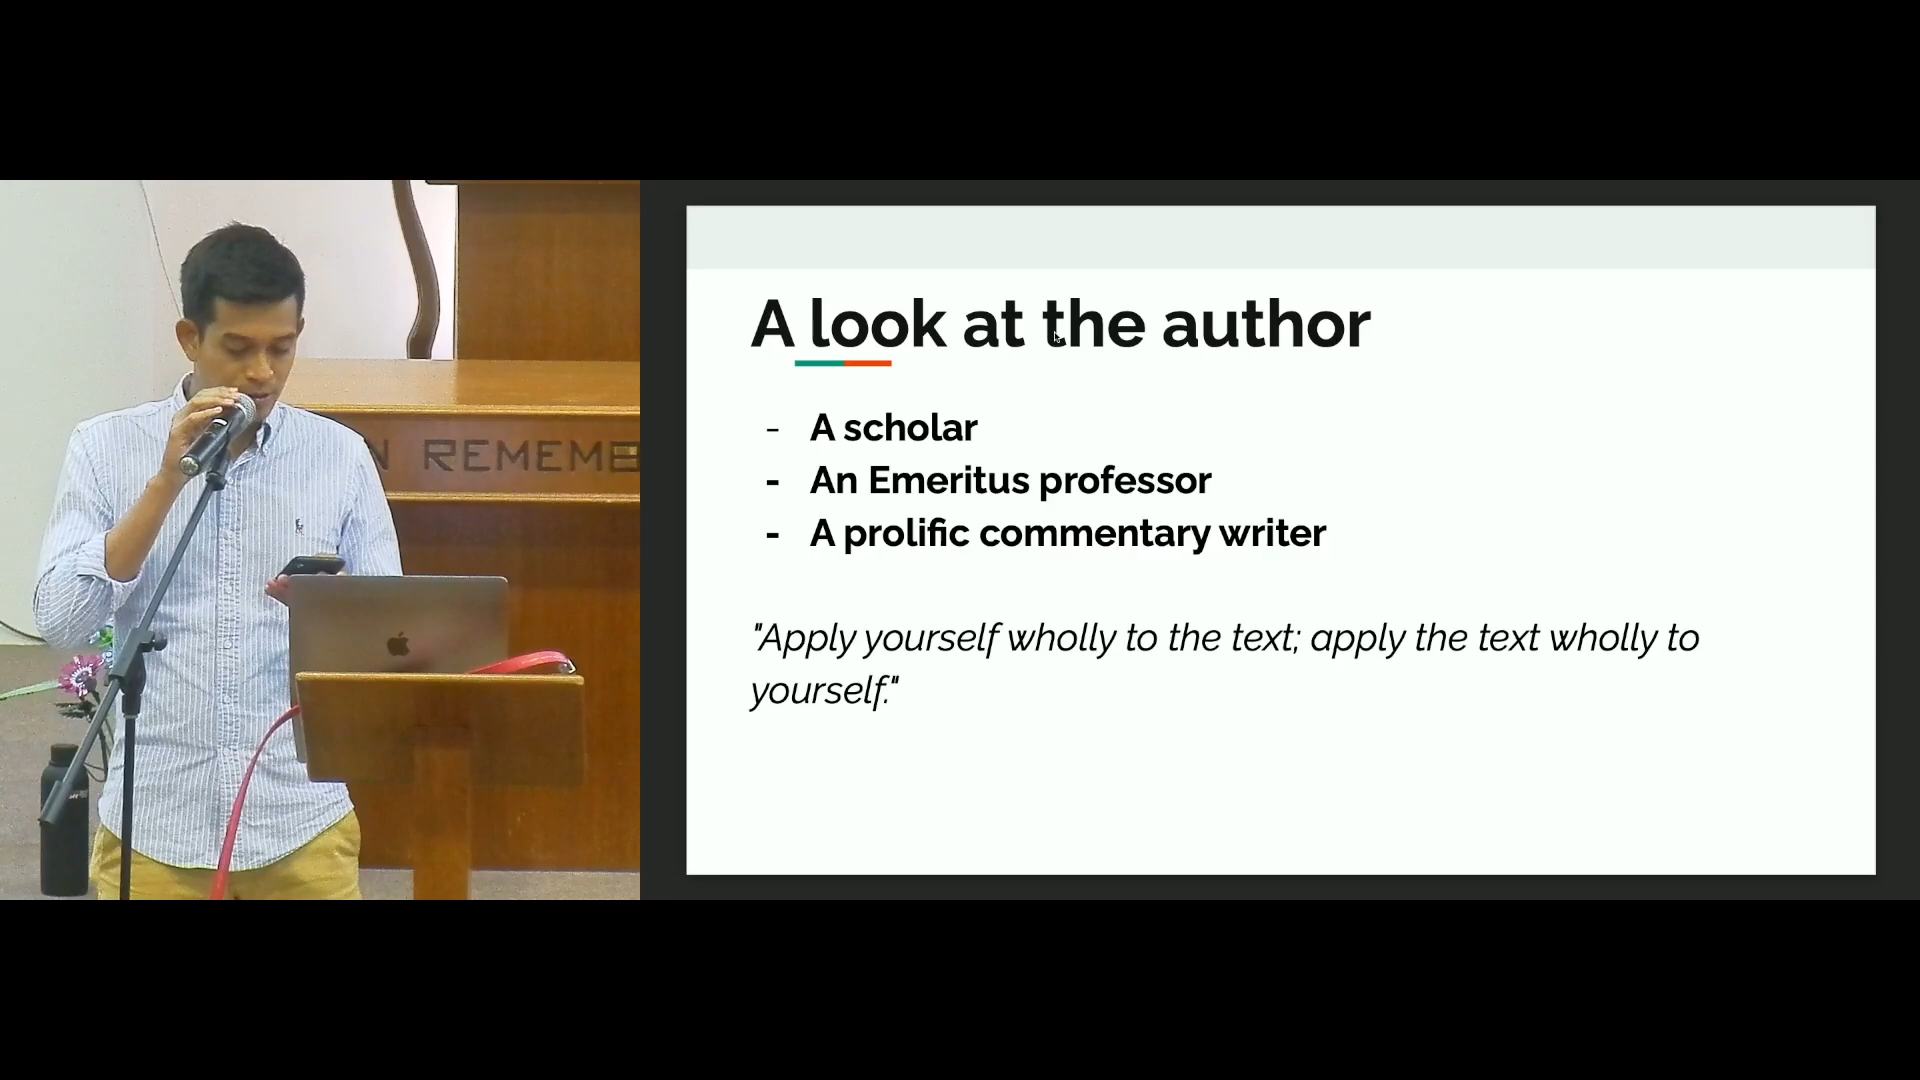 N REMEMB
A look at the author
- A scholar
- An Emeritus professor
- A prolific commentary writer
"Apply yourself wholly to the text; apply the text wholly to
yourself."